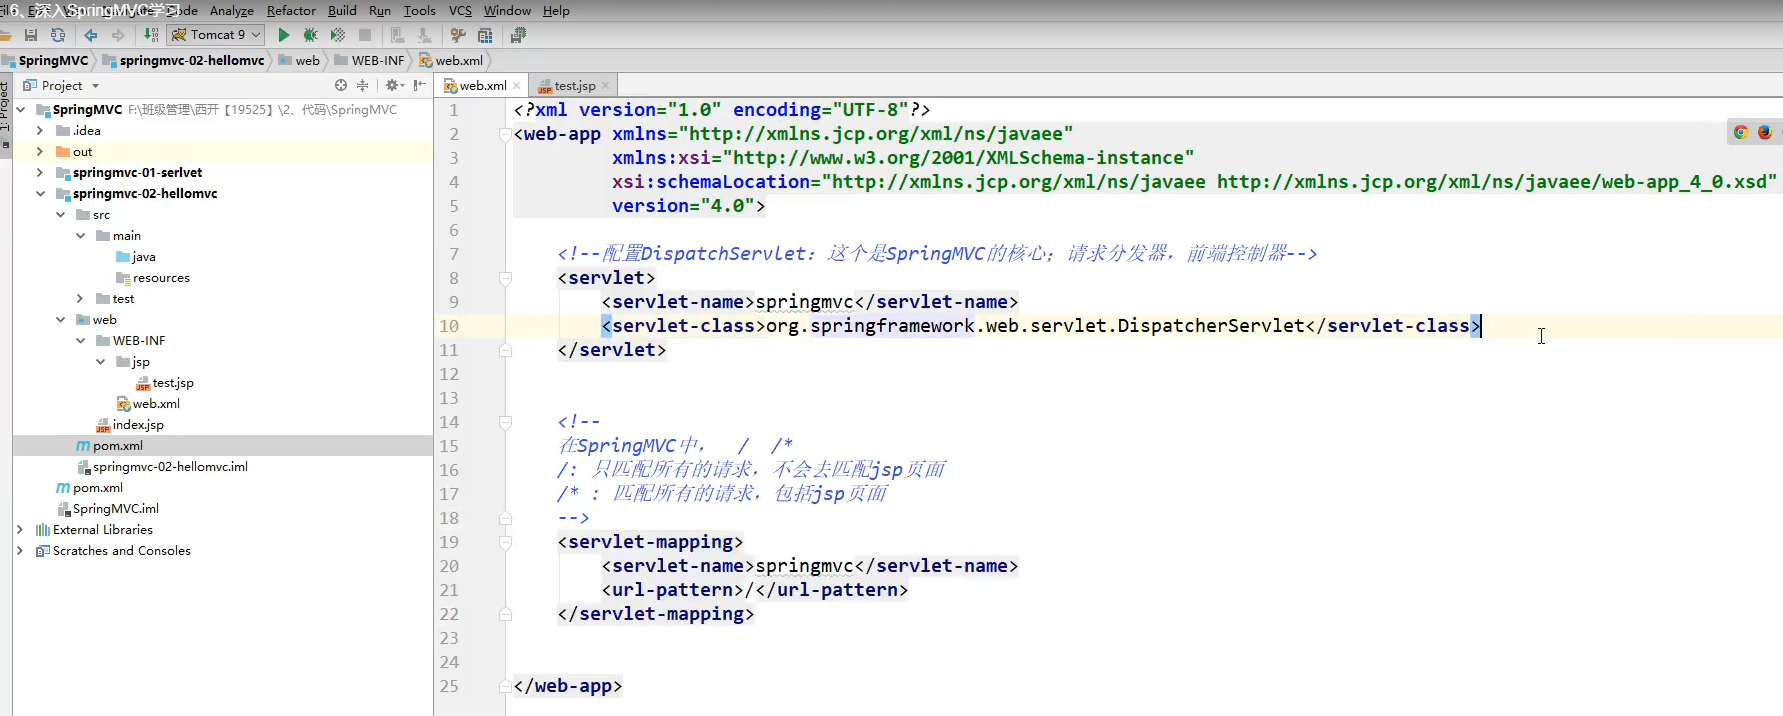 6、深入SpringMVC学习
File Analyze Refactor Build Run Tools VCS Window Help
Tomcat 9
SpringMVC springmvc-02-hellomvc web WEB-INF web.xml
Project
web.xml test.jsp
1: Project
SpringMVC F:\班级管理\西开【19525】\2、代码\SpringMVC
.idea
out
springmvc-01-serlvet
springmvc-02-hellomvc
src
main
java
resources
test
web
WEB-INF
jsp
test.jsp
web.xml
index.jsp
pom.xml
springmvc-02-hellomvc.iml
pom.xml
SpringMVC.iml
External Libraries
Scratches and Consoles
1 <?xml version="1.0" encoding="UTF-8"?>
2 <web-app xmlns="http://xmlns.jcp.org/xml/ns/javaee"
3 xmlns:xsi="http://www.w3.org/2001/XMLSchema-instance"
4 xsi:schemaLocation="http://xmlns.jcp.org/xml/ns/javaee http://xmlns.jcp.org/xml/ns/javaee/web-app_4_0.xsd"
5 version="4.0">
6
7 <!--配置DispatchServlet：这个是SpringMVC的核心；请求分发器，前端控制器-->
8 <servlet>
9 <servlet-name>springmvc</servlet-name>
10 <servlet-class>org.springframework.web.servlet.DispatcherServlet</servlet-class>
11 </servlet>
12
13
14 <!--
15 在SpringMVC中， / /*
16 /: 只匹配所有的请求，不会去匹配jsp页面
17 /* : 匹配所有的请求，包括jsp页面
18 -->
19 <servlet-mapping>
20 <servlet-name>springmvc</servlet-name>
21 <url-pattern>/</url-pattern>
22 </servlet-mapping>
23
24
25 </web-app>